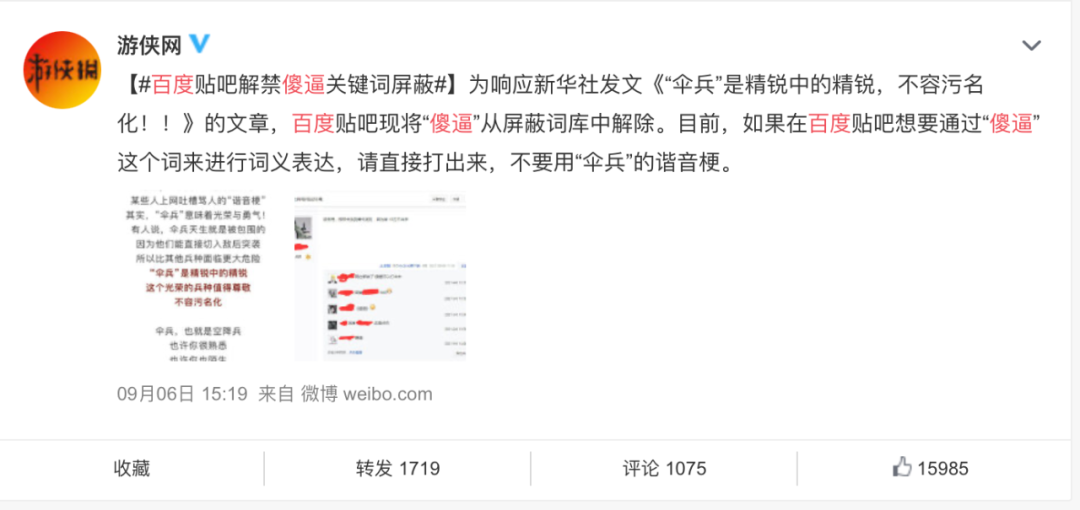 游侠网
【#百度贴吧解禁傻逼关键词屏蔽#】为响应新华社发文《“伞兵”是精锐中的精锐，不容污名
化！！》的文章，百度贴吧现将“傻逼”从屏蔽词库中解除。目前，如果在百度贴吧想要通过“傻逼”
这个词来进行词义表达，请直接打出来，不要用“伞兵”的谐音梗。
某些人上网吐槽骂人的“谐音梗”
其实，“伞兵”意味着光荣与勇气！
有人说，伞兵天生就是被包围的
因为他们能直接切入敌后突袭
所以比其他兵种面临更大危险
“伞兵”是精锐中的精锐
这个光荣的兵种值得尊敬
不容污名化
伞兵，也就是空降兵
也许你很熟悉
也许你也陌生
09月06日 15:19 来自 微博 weibo.com
收藏
转发 1719
评论 1075
15985